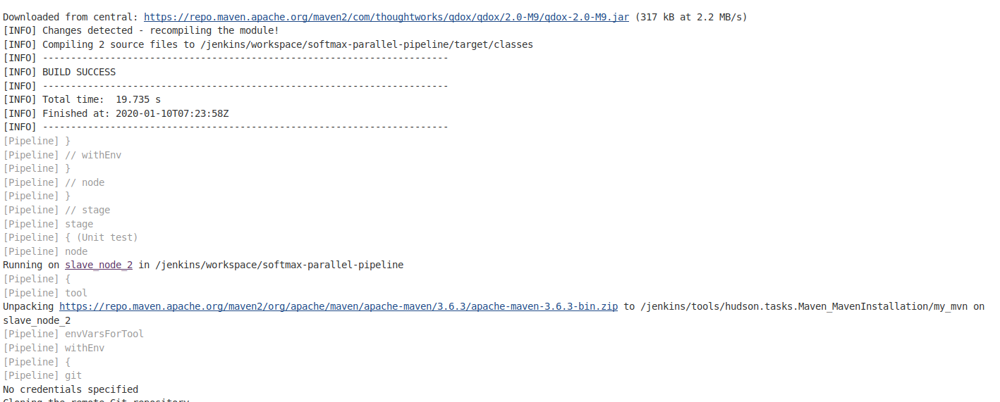 Downloaded from central: https://repo.maven.apache.org/maven2/com/thoughtworks/qdox/qdox/2.0-M9/qdox-2.0-M9.jar (317 kB at 2.2 MB/s)
[INFO] Changes detected - recompiling the module!
[INFO] Compiling 2 source files to /jenkins/workspace/softmax-parallel-pipeline/target/classes
[INFO] ------------------------------------------------------------------------
[INFO] BUILD SUCCESS
[INFO] ------------------------------------------------------------------------
[INFO] Total time:  19.735 s
[INFO] Finished at: 2020-01-10T07:23:58Z
[INFO] ------------------------------------------------------------------------
[Pipeline] }
[Pipeline] // withEnv
[Pipeline] }
[Pipeline] // node
[Pipeline] }
[Pipeline] // stage
[Pipeline] stage
[Pipeline] { (Unit test)
[Pipeline] node
Running on slave_node_2 in /jenkins/workspace/softmax-parallel-pipeline
[Pipeline] {
[Pipeline] tool
Unpacking https://repo.maven.apache.org/maven2/org/apache/maven/apache-maven/3.6.3/apache-maven-3.6.3-bin.zip to /jenkins/tools/hudson.tasks.Maven_MavenInstallation/my_mvn on
slave_node_2
[Pipeline] envVarsForTool
[Pipeline] withEnv
[Pipeline] {
[Pipeline] git
No credentials specified
Cloning the remote Git repository